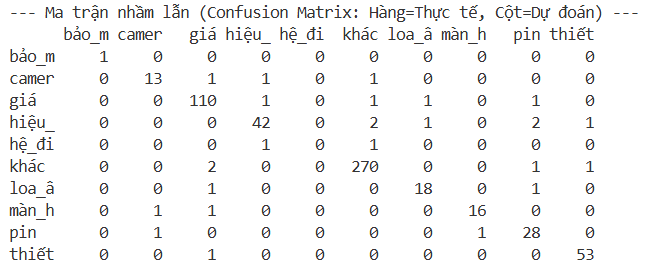 --- Ma trận nhầm lẫn (Confusion Matrix: Hàng=Thực tế, Cột=Dự đoán) ---
bảo_m camer giá hiệu_ hệ_đi khác loa_â màn_h pin thiết
bảo_m 1 0 0 0 0 0 0 0 0 0
camer 0 13 1 1 0 1 0 0 0 0
giá 0 0 110 1 0 1 1 0 1 0
hiệu_ 0 0 0 42 0 2 1 0 2 1
hệ_đi 0 0 0 1 0 1 0 0 0 0
khác 0 0 2 0 0 270 0 0 1 1
loa_â 0 0 1 0 0 0 18 0 1 0
màn_h 0 1 1 0 0 0 0 16 0 0
pin 0 1 0 0 0 0 0 1 28 0
thiết 0 0 1 0 0 0 0 0 0 53